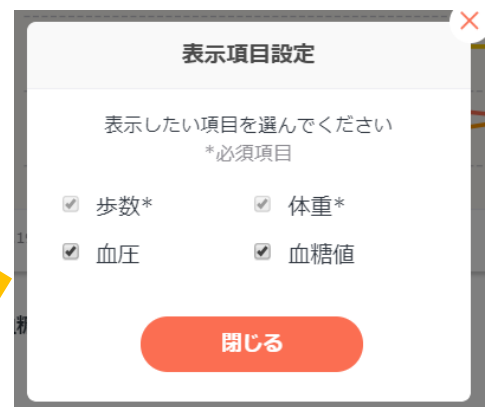 表示項目設定
表示したい項目を選んでください
*必須項目
歩数* 体重*
血圧 血糖値
閉じる